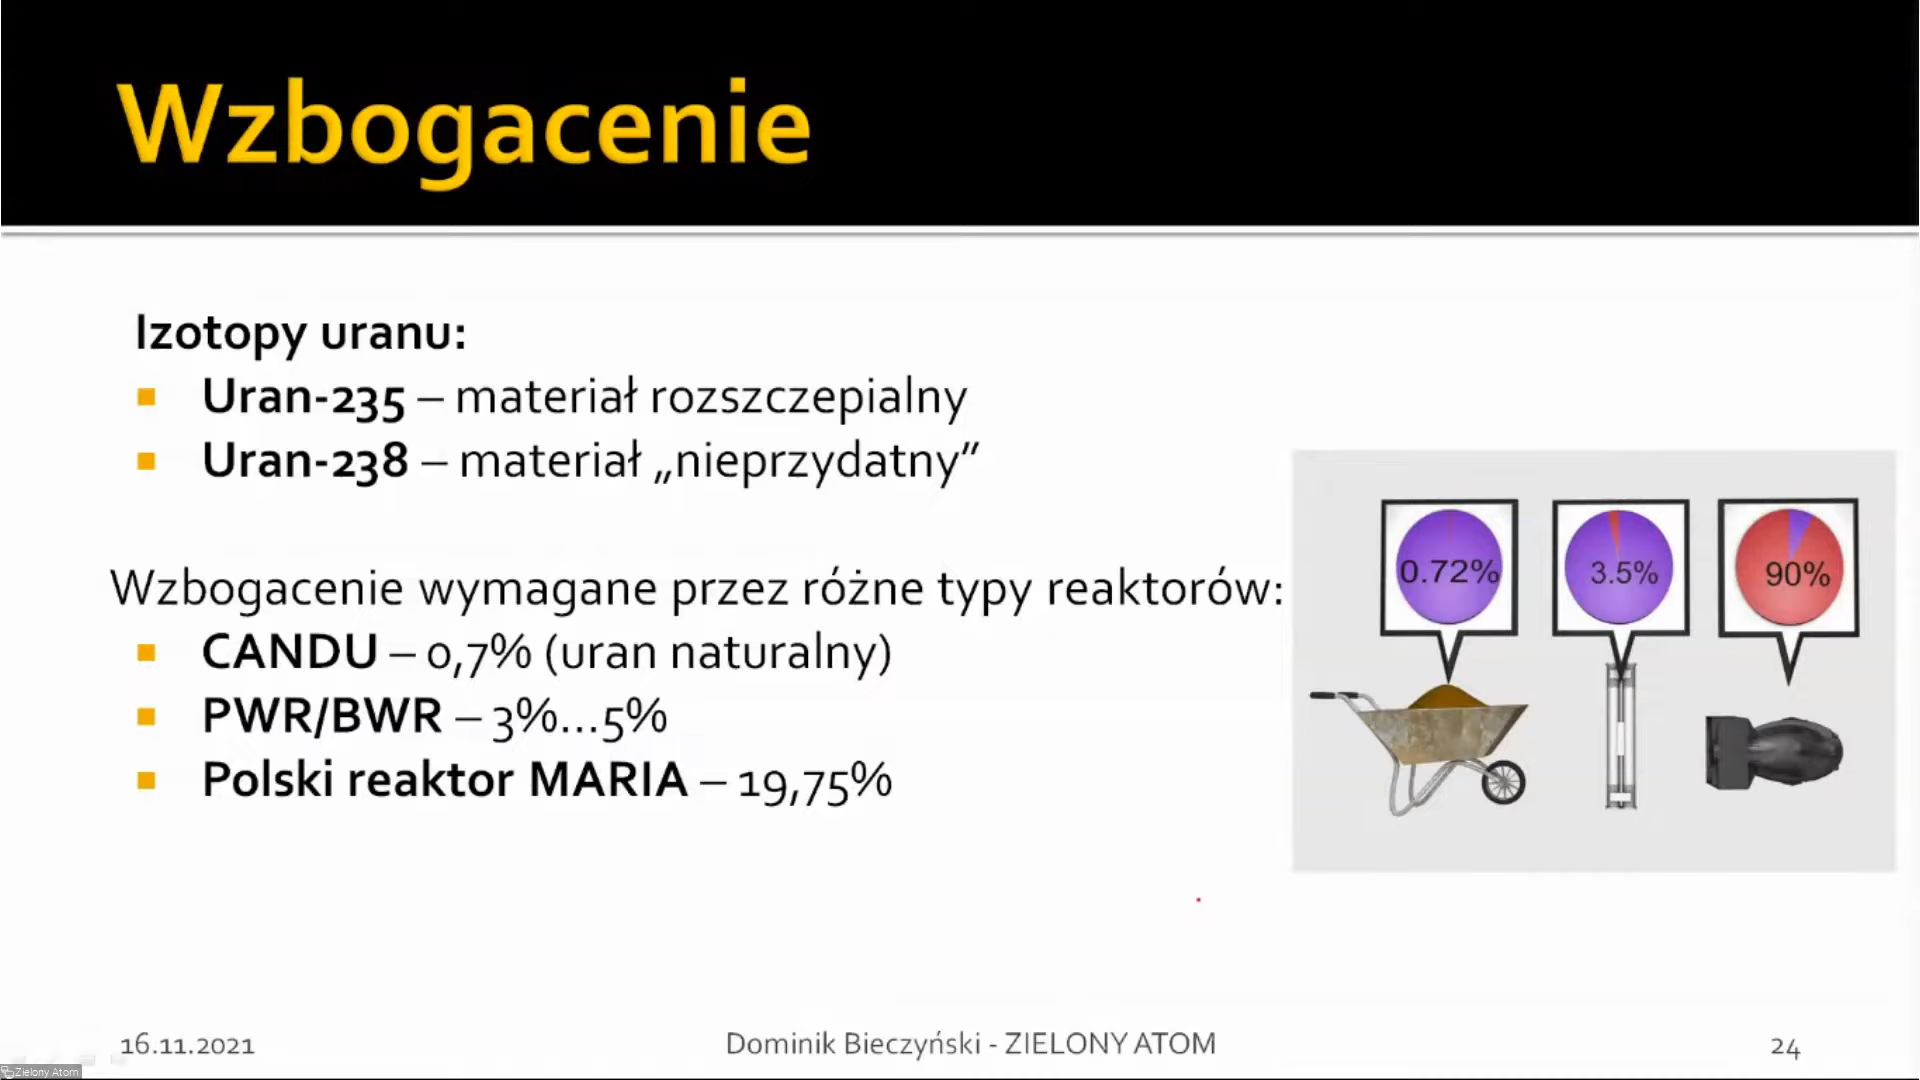 Wzbogacenie
Izotopy uranu:
Uran-235 – materiał rozszczepialny
Uran-238 – materiał „nieprzydatny”
Wzbogacenie wymagane przez różne typy reaktorów:
CANDU – 0,7% (uran naturalny)
PWR/BWR – 3%...5%
Polski reaktor MARIA – 19,75%
0.72%
3.5%
90%
16.11.2021
Dominik Bieczyński - ZIELONY ATOM
24
Zielony Atom